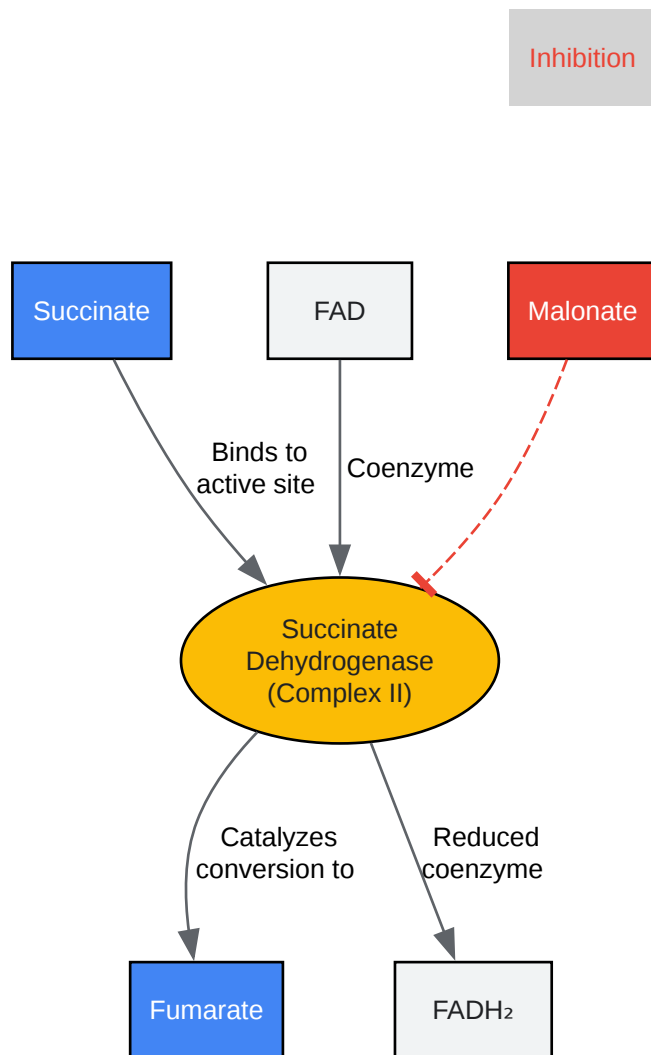 Inhibition
Succinate
FAD
Malonate
Binds to
active site
Coenzyme
Succinate
Dehydrogenase
(Complex II)
Catalyzes
conversion to
Reduced
coenzyme
Fumarate
FADH₂